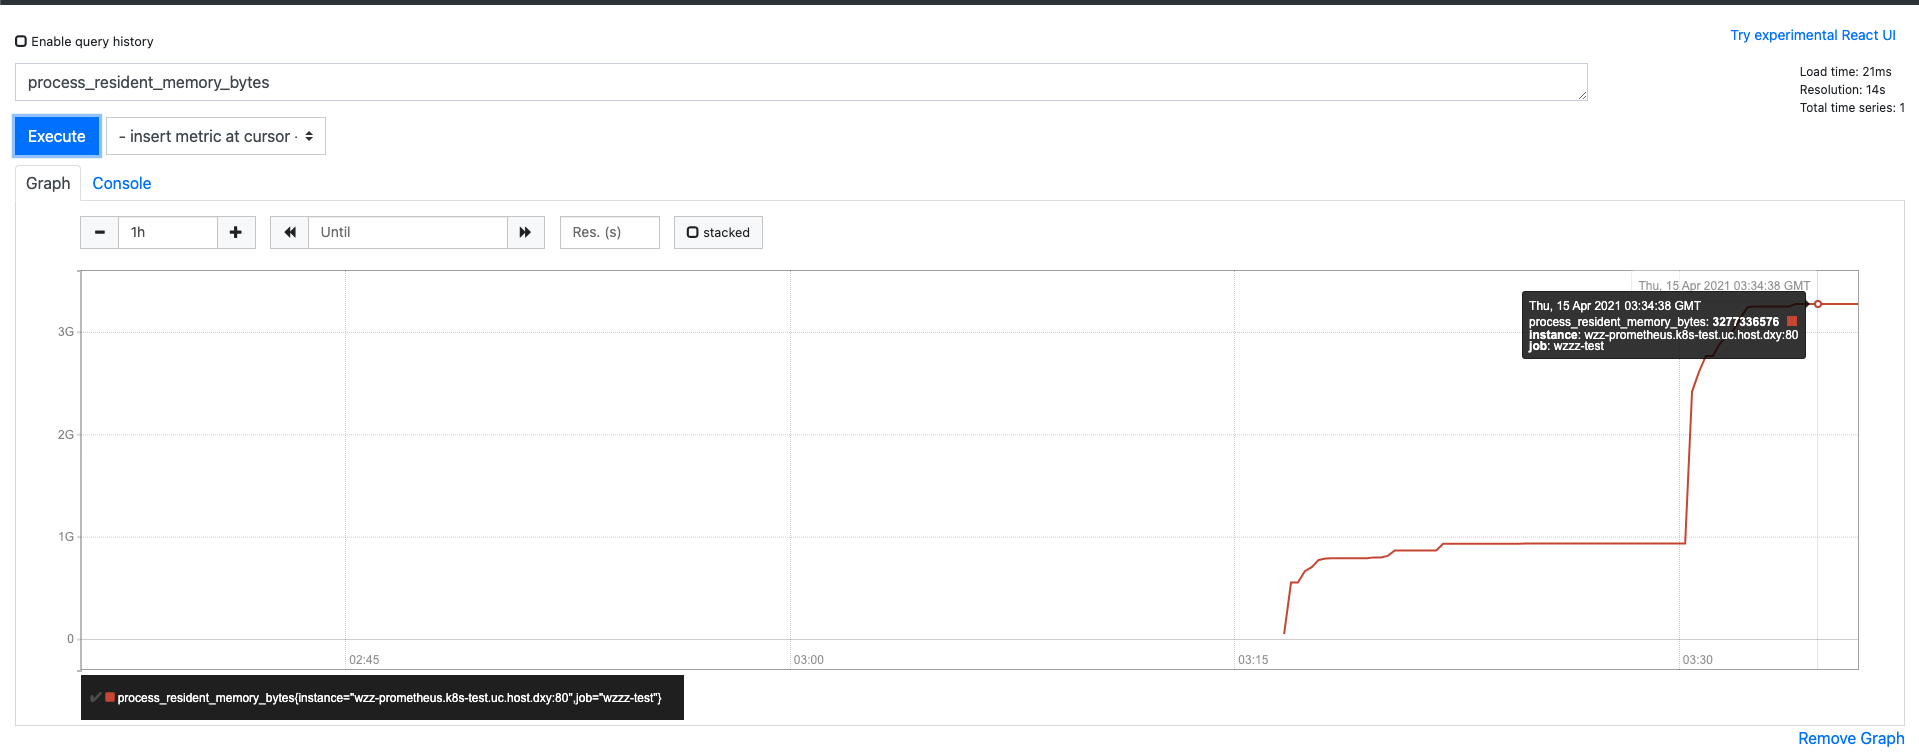 Enable query history
Try experimental React UI
process_resident_memory_bytes
Load time: 21ms
Resolution: 14s
Total time series: 1
Execute
- insert metric at cursor -
Graph
Console
1h
Until
Res. (s)
stacked
Thu, 15 Apr 2021 03:34:38 GMT
Thu, 15 Apr 2021 03:34:38 GMT
process_resident_memory_bytes: 3277336576
instance: wzz-prometheus.k8s-test.uc.host.dxy:80
job: wzzz-test
3G
2G
1G
0
02:45
03:00
03:15
03:30
process_resident_memory_bytes{instance="wzz-prometheus.k8s-test.uc.host.dxy:80",job="wzzz-test"}
Remove Graph